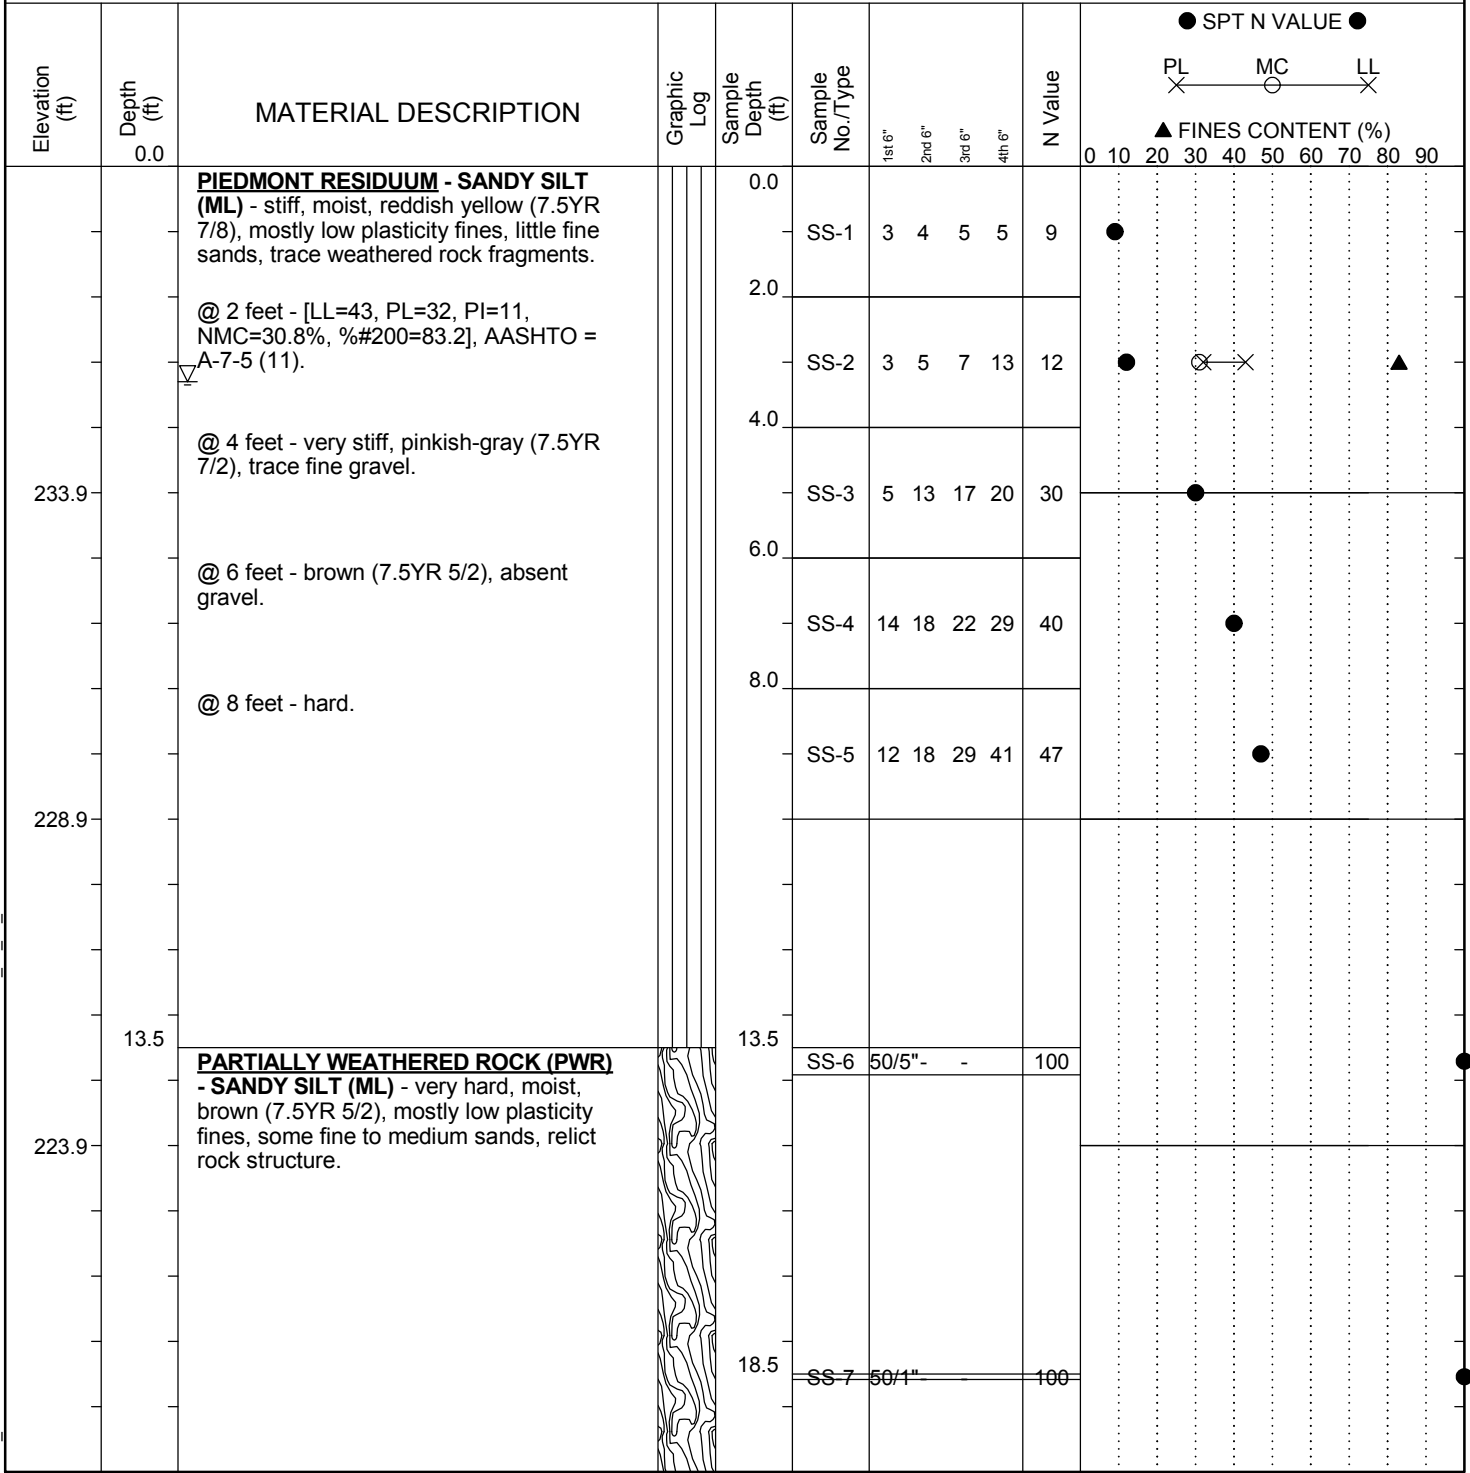 ● SPT N VALUE ●
PL MC LL
▲ FINES CONTENT (%)
0 10 20 30 40 50 60 70 80 90
Elevation
(ft)
Depth
(ft)
0.0
MATERIAL DESCRIPTION
Graphic
Log
Sample
Depth
(ft)
Sample
No./Type
1st 6"
2nd 6"
3rd 6"
4th 6"
N Value
PIEDMONT RESIDUUM - SANDY SILT
(ML) - stiff, moist, reddish yellow (7.5YR
7/8), mostly low plasticity fines, little fine
sands, trace weathered rock fragments.
0.0
SS-1 3 4 5 5 9
2.0
@ 2 feet - [LL=43, PL=32, PI=11,
NMC=30.8%, %#200=83.2], AASHTO =
A-7-5 (11).
SS-2 3 5 7 13 12
4.0
@ 4 feet - very stiff, pinkish-gray (7.5YR
7/2), trace fine gravel.
233.9
SS-3 5 13 17 20 30
6.0
@ 6 feet - brown (7.5YR 5/2), absent
gravel.
SS-4 14 18 22 29 40
8.0
@ 8 feet - hard.
SS-5 12 18 29 41 47
228.9
13.5
13.5
PARTIALLY WEATHERED ROCK (PWR)
- SANDY SILT (ML) - very hard, moist,
brown (7.5YR 5/2), mostly low plasticity
fines, some fine to medium sands, relict
rock structure.
SS-6 50/5" - - 100
223.9
18.5
SS-7 50/1" - - 100